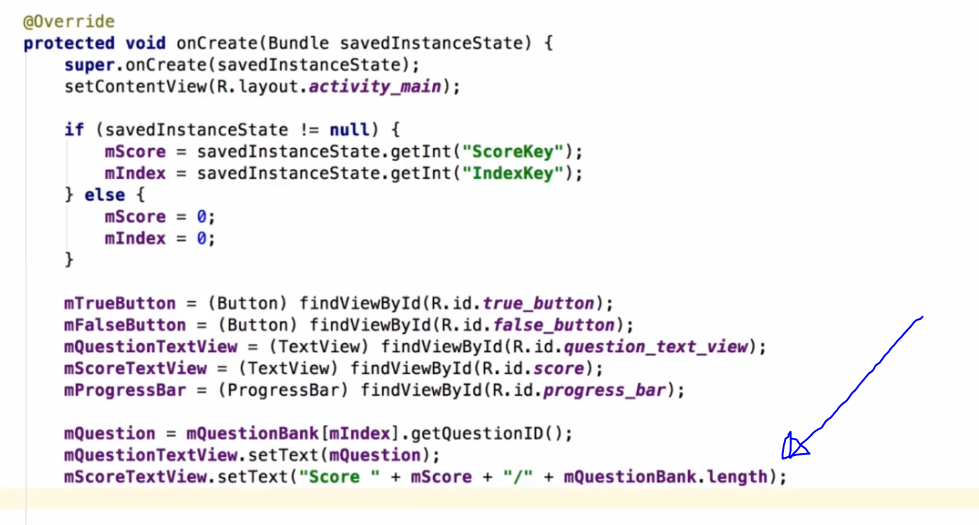 @Override
protected void onCreate(Bundle savedInstanceState) {
super.onCreate(savedInstanceState);
setContentView(R.layout.activity_main);
if (savedInstanceState != null) {
mScore = savedInstanceState.getInt("ScoreKey");
mIndex = savedInstanceState.getInt("IndexKey");
} else {
mScore = 0;
mIndex = 0;
}
mTrueButton = (Button) findViewById(R.id.true_button);
mFalseButton = (Button) findViewById(R.id.false_button);
mQuestionTextView = (TextView) findViewById(R.id.question_text_view);
mScoreTextView = (TextView) findViewById(R.id.score);
mProgressBar = (ProgressBar) findViewById(R.id.progress_bar);
mQuestion = mQuestionBank[mIndex].getQuestionID();
mQuestionTextView.setText(mQuestion);
mScoreTextView.setText("Score " + mScore + "/" + mQuestionBank.length);